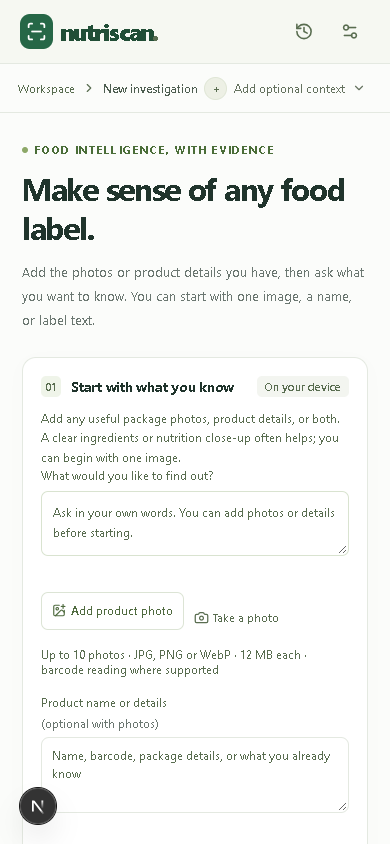 nutriscan.
Workspace > New investigation + Add optional context
FOOD INTELLIGENCE, WITH EVIDENCE
Make sense of any food
label.
Add the photos or product details you have, then ask what
you want to know. You can start with one image, a name,
or label text.
01 Start with what you know On your device
Add any useful package photos, product details, or both.
A clear ingredients or nutrition close-up often helps; you
can begin with one image.
What would you like to find out?
Ask in your own words. You can add photos or details
before starting.
Add product photo Take a photo
Up to 10 photos · JPG, PNG or WebP · 12 MB each ·
barcode reading where supported
Product name or details
(optional with photos)
Name, barcode, package details, or what you already
know
N